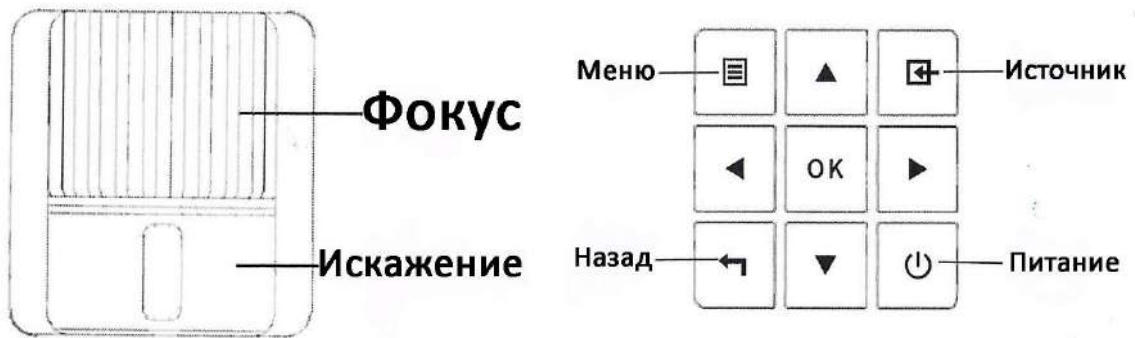 Фокус
Искажение
Меню
Источник
OK
Назад
Питание